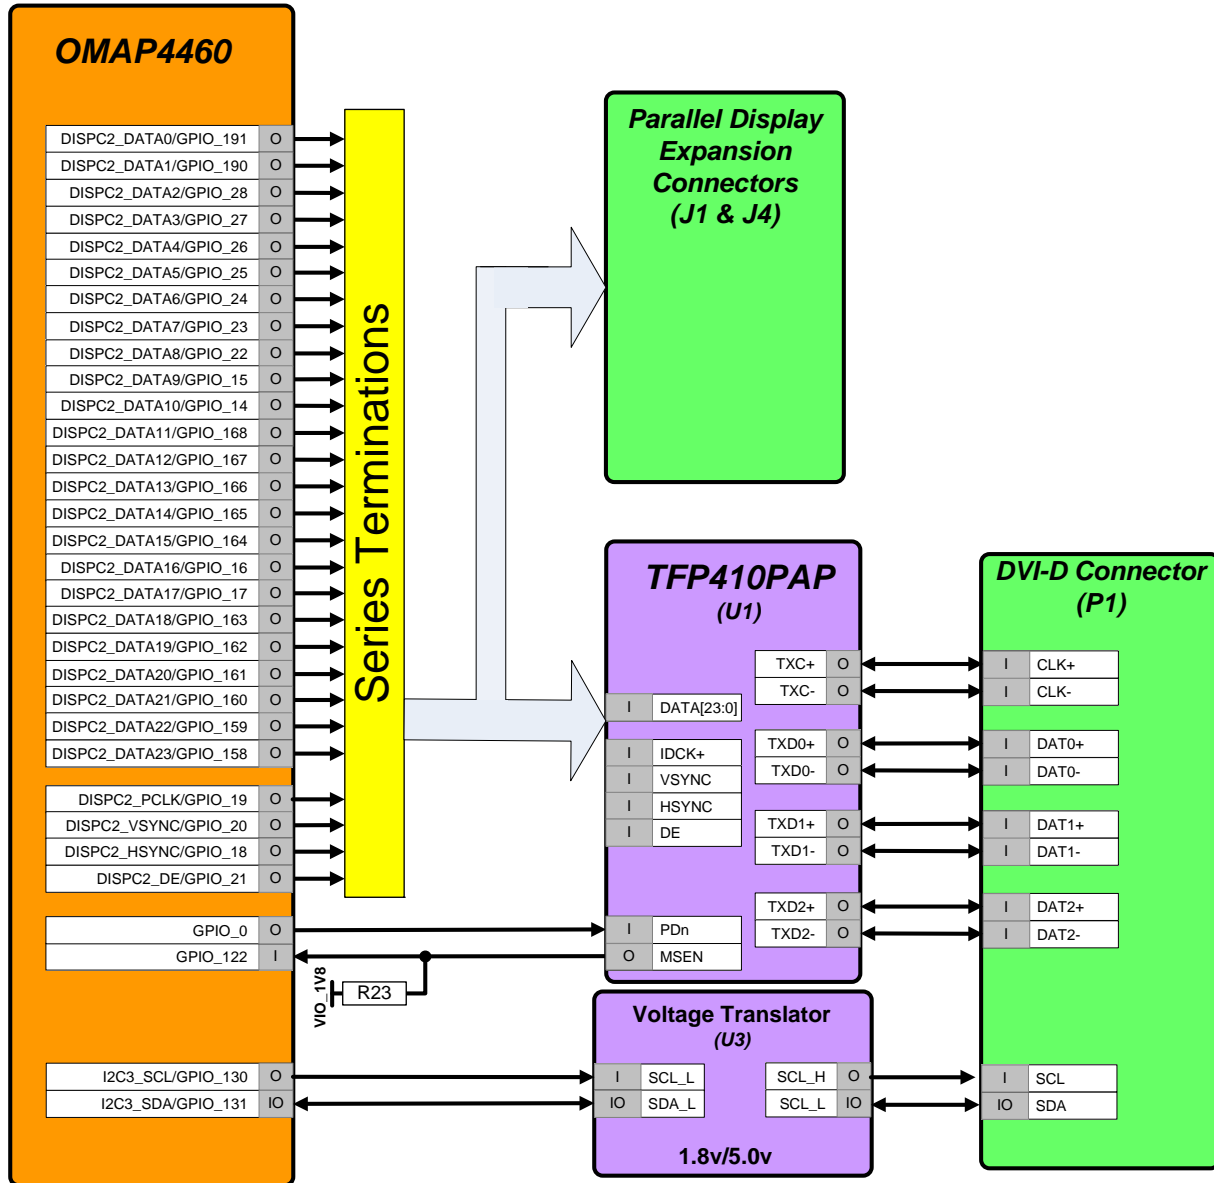 OMAP4460
DISPC2_DATA0/GPIO_191 O
DISPC2_DATA1/GPIO_190 O
DISPC2_DATA2/GPIO_28 O
DISPC2_DATA3/GPIO_27 O
DISPC2_DATA4/GPIO_26 O
DISPC2_DATA5/GPIO_25 O
DISPC2_DATA6/GPIO_24 O
DISPC2_DATA7/GPIO_23 O
DISPC2_DATA8/GPIO_22 O
DISPC2_DATA9/GPIO_15 O
DISPC2_DATA10/GPIO_14 O
DISPC2_DATA11/GPIO_168 O
DISPC2_DATA12/GPIO_167 O
DISPC2_DATA13/GPIO_166 O
DISPC2_DATA14/GPIO_165 O
DISPC2_DATA15/GPIO_164 O
DISPC2_DATA16/GPIO_16 O
DISPC2_DATA17/GPIO_17 O
DISPC2_DATA18/GPIO_163 O
DISPC2_DATA19/GPIO_162 O
DISPC2_DATA20/GPIO_161 O
DISPC2_DATA21/GPIO_160 O
DISPC2_DATA22/GPIO_159 O
DISPC2_DATA23/GPIO_158 O
DISPC2_PCLK/GPIO_19 O
DISPC2_VSYNC/GPIO_20 O
DISPC2_HSYNC/GPIO_18 O
DISPC2_DE/GPIO_21 O
GPIO_0 O
GPIO_122 I
I2C3_SCL/GPIO_130 O
I2C3_SDA/GPIO_131 IO
Series Terminations
VIO_1V8
R23
Parallel Display
Expansion
Connectors
(J1 & J4)
TFP410PAP
(U1)
I DATA[23:0]
I IDCK+
I VSYNC
I HSYNC
I DE
I PDn
O MSEN
TXC+ O
TXC- O
TXD0+ O
TXD0- O
TXD1+ O
TXD1- O
TXD2+ O
TXD2- O
Voltage Translator
(U3)
I SCL_L
IO SDA_L
SCL_H O
SCL_L IO
1.8v/5.0v
DVI-D Connector
(P1)
I CLK+
I CLK-
I DAT0+
I DAT0-
I DAT1+
I DAT1-
I DAT2+
I DAT2-
I SCL
IO SDA